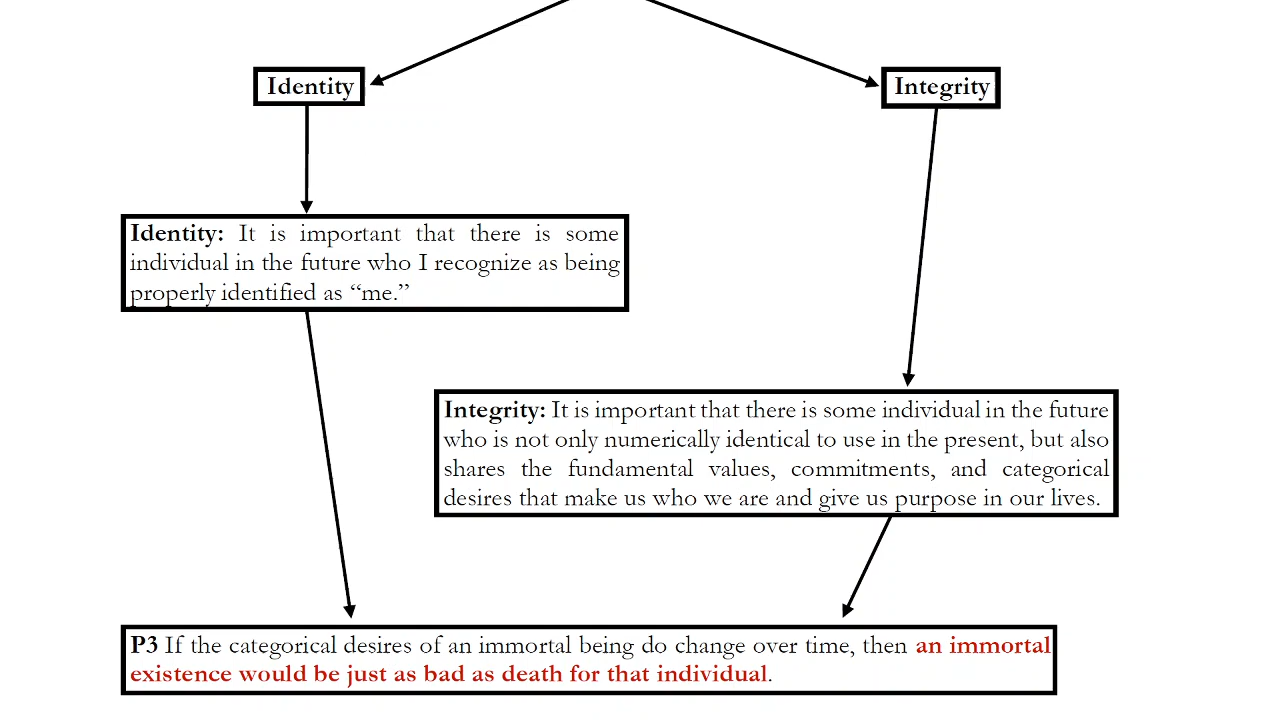 Identity
Integrity
Identity: It is important that there is some
individual in the future who I recognize as being
properly identified as “me.”
Integrity: It is important that there is some individual in the future
who is not only numerically identical to use in the present, but also
shares the fundamental values, commitments, and categorical
desires that make us who we are and give us purpose in our lives.
P3 If the categorical desires of an immortal being do change over time, then an immortal
existence would be just as bad as death for that individual.